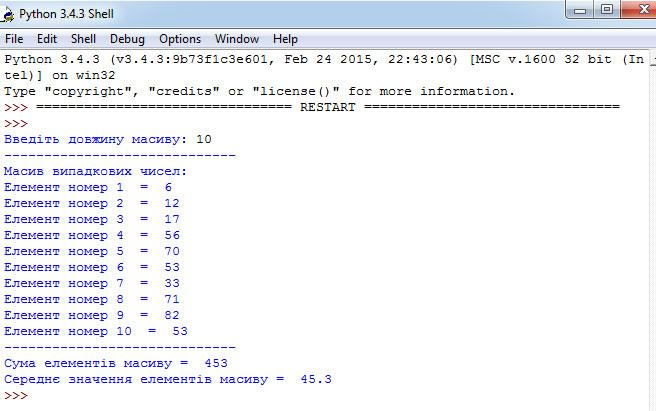 Python 3.4.3 Shell
File Edit Shell Debug Options Window Help
Python 3.4.3 (v3.4.3:9b73f1c3e601, Feb 24 2015, 22:43:06) [MSC v.1600 32 bit (In
tel)] on win32
Type "copyright", "credits" or "license()" for more information.
>>> ================================ RESTART ================================
>>>
Введіть довжину масиву: 10
-----------------------------
Масив випадкових чисел:
Елемент номер 1  =  6
Елемент номер 2  =  12
Елемент номер 3  =  17
Елемент номер 4  =  56
Елемент номер 5  =  70
Елемент номер 6  =  53
Елемент номер 7  =  33
Елемент номер 8  =  71
Елемент номер 9  =  82
Елемент номер 10  =  53
-----------------------------
Сума елементів масиву =  453
Середнє значення елементів масиву =  45.3
>>>